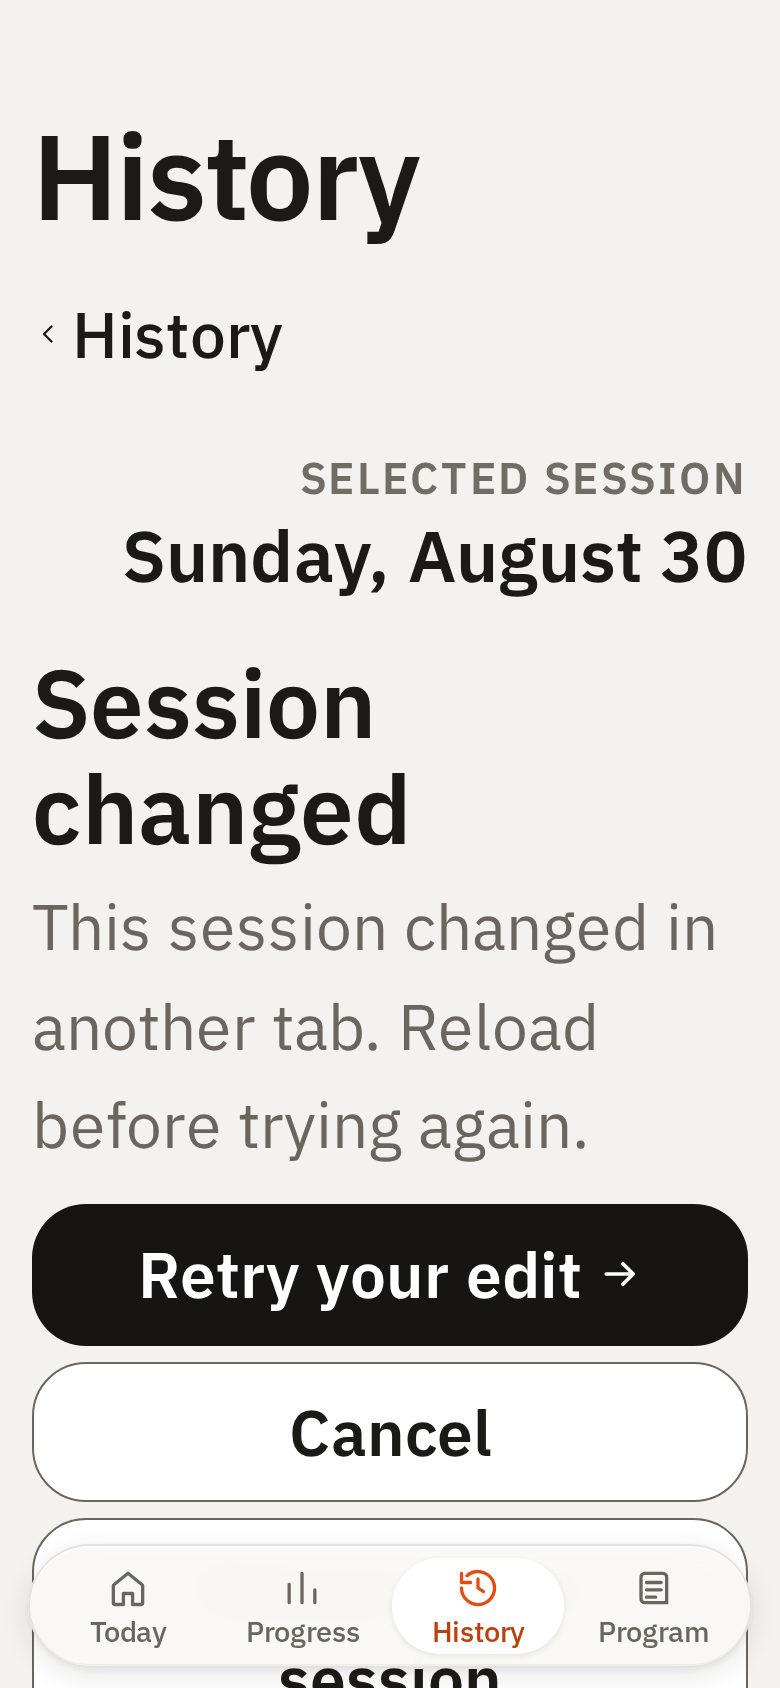 History
History
SELECTED SESSION
Sunday, August 30
Session
changed
This session changed in
another tab. Reload
before trying again.
Retry your edit
Cancel
session
Today
Progress
History
Program